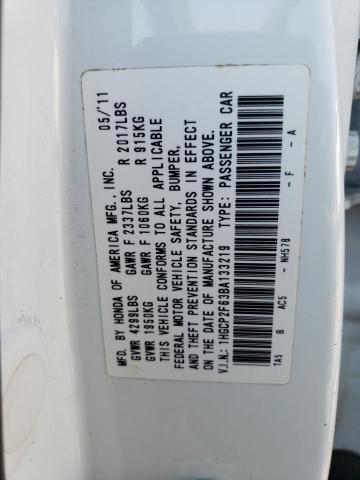 MFD. BY HONDA OF AMERICA MFG., INC. 05/'11
GVWR 4299LBS GAWR F 2337LBS R 2017LBS
GVWR 1950KG GAWR F 1060KG R 915KG
THIS VEHICLE CONFORMS TO ALL APPLICABLE
FEDERAL MOTOR VEHICLE SAFETY, BUMPER,
AND THEFT PREVENTION STANDARDS IN EFFECT
ON THE DATE OF MANUFACTURE SHOWN ABOVE.
V.I.N.: 1HGCP2F63BA133219 TYPE: PASSENGER CAR
TA5 B AC5 - NH578 - F - A